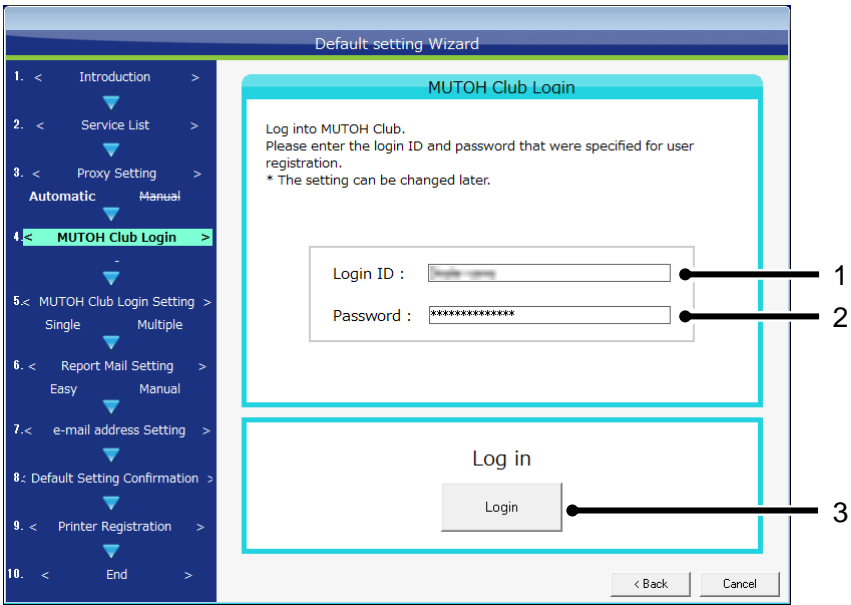 Default setting Wizard
1. < Introduction >
2. < Service List >
3. < Proxy Setting >
Automatic Manual
4. < MUTOH Club Login >
-
5. < MUTOH Club Login Setting >
Single Multiple
6. < Report Mail Setting >
Easy Manual
7. < e-mail address Setting >
8. < Default Setting Confirmation >
9. < Printer Registration >
10. < End >
MUTOH Club Login
Log into MUTOH Club.
Please enter the login ID and password that were specified for user
registration.
* The setting can be changed later.
Login ID :
1
Password : **************
2
Log in
Login
3
< Back Cancel